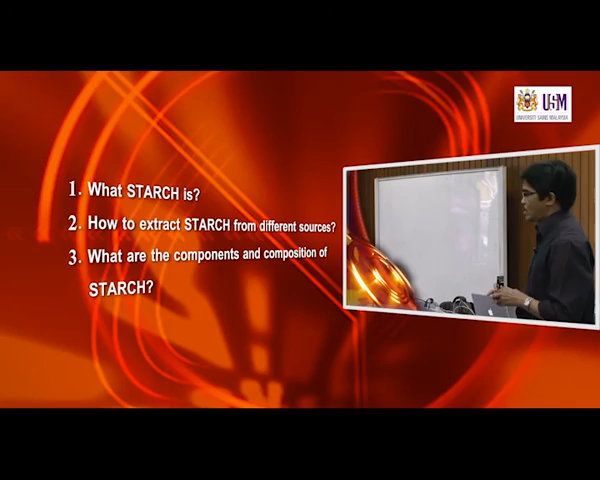 USM
UNIVERSITI SAINS MALAYSIA
1. What STARCH is?
2. How to extract STARCH from different sources?
3. What are the components and composition of
STARCH?